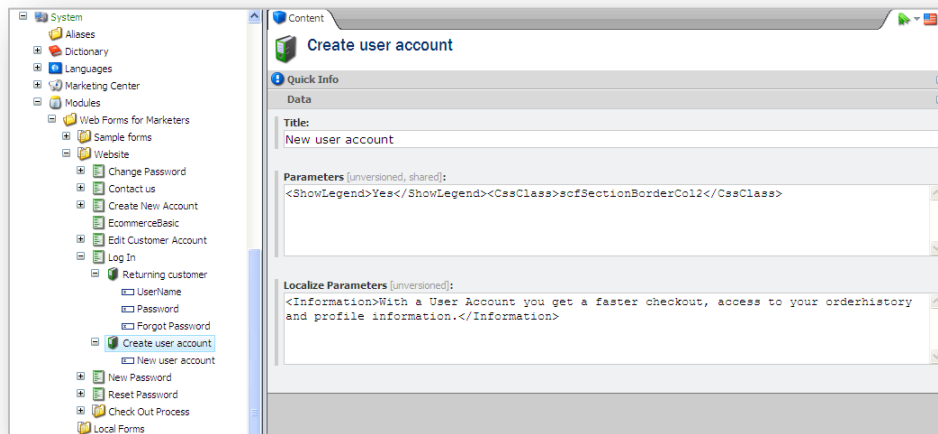 System
Aliases
Dictionary
Languages
Marketing Center
Modules
Web Forms for Marketers
Sample forms
Website
Change Password
Contact us
Create New Account
EcommerceBasic
Edit Customer Account
Log In
Returning customer
UserName
Password
Forgot Password
Create user account
New user account
New Password
Reset Password
Check Out Process
Local Forms
Content
Create user account
Quick Info
Data
Title:
New user account
Parameters [unversioned, shared]:
<ShowLegend>Yes</ShowLegend><CssClass>scfSectionBorderCol2</CssClass>
Localize Parameters [unversioned]:
<Information>With a User Account you get a faster checkout, access to your orderhistory
and profile information.</Information>